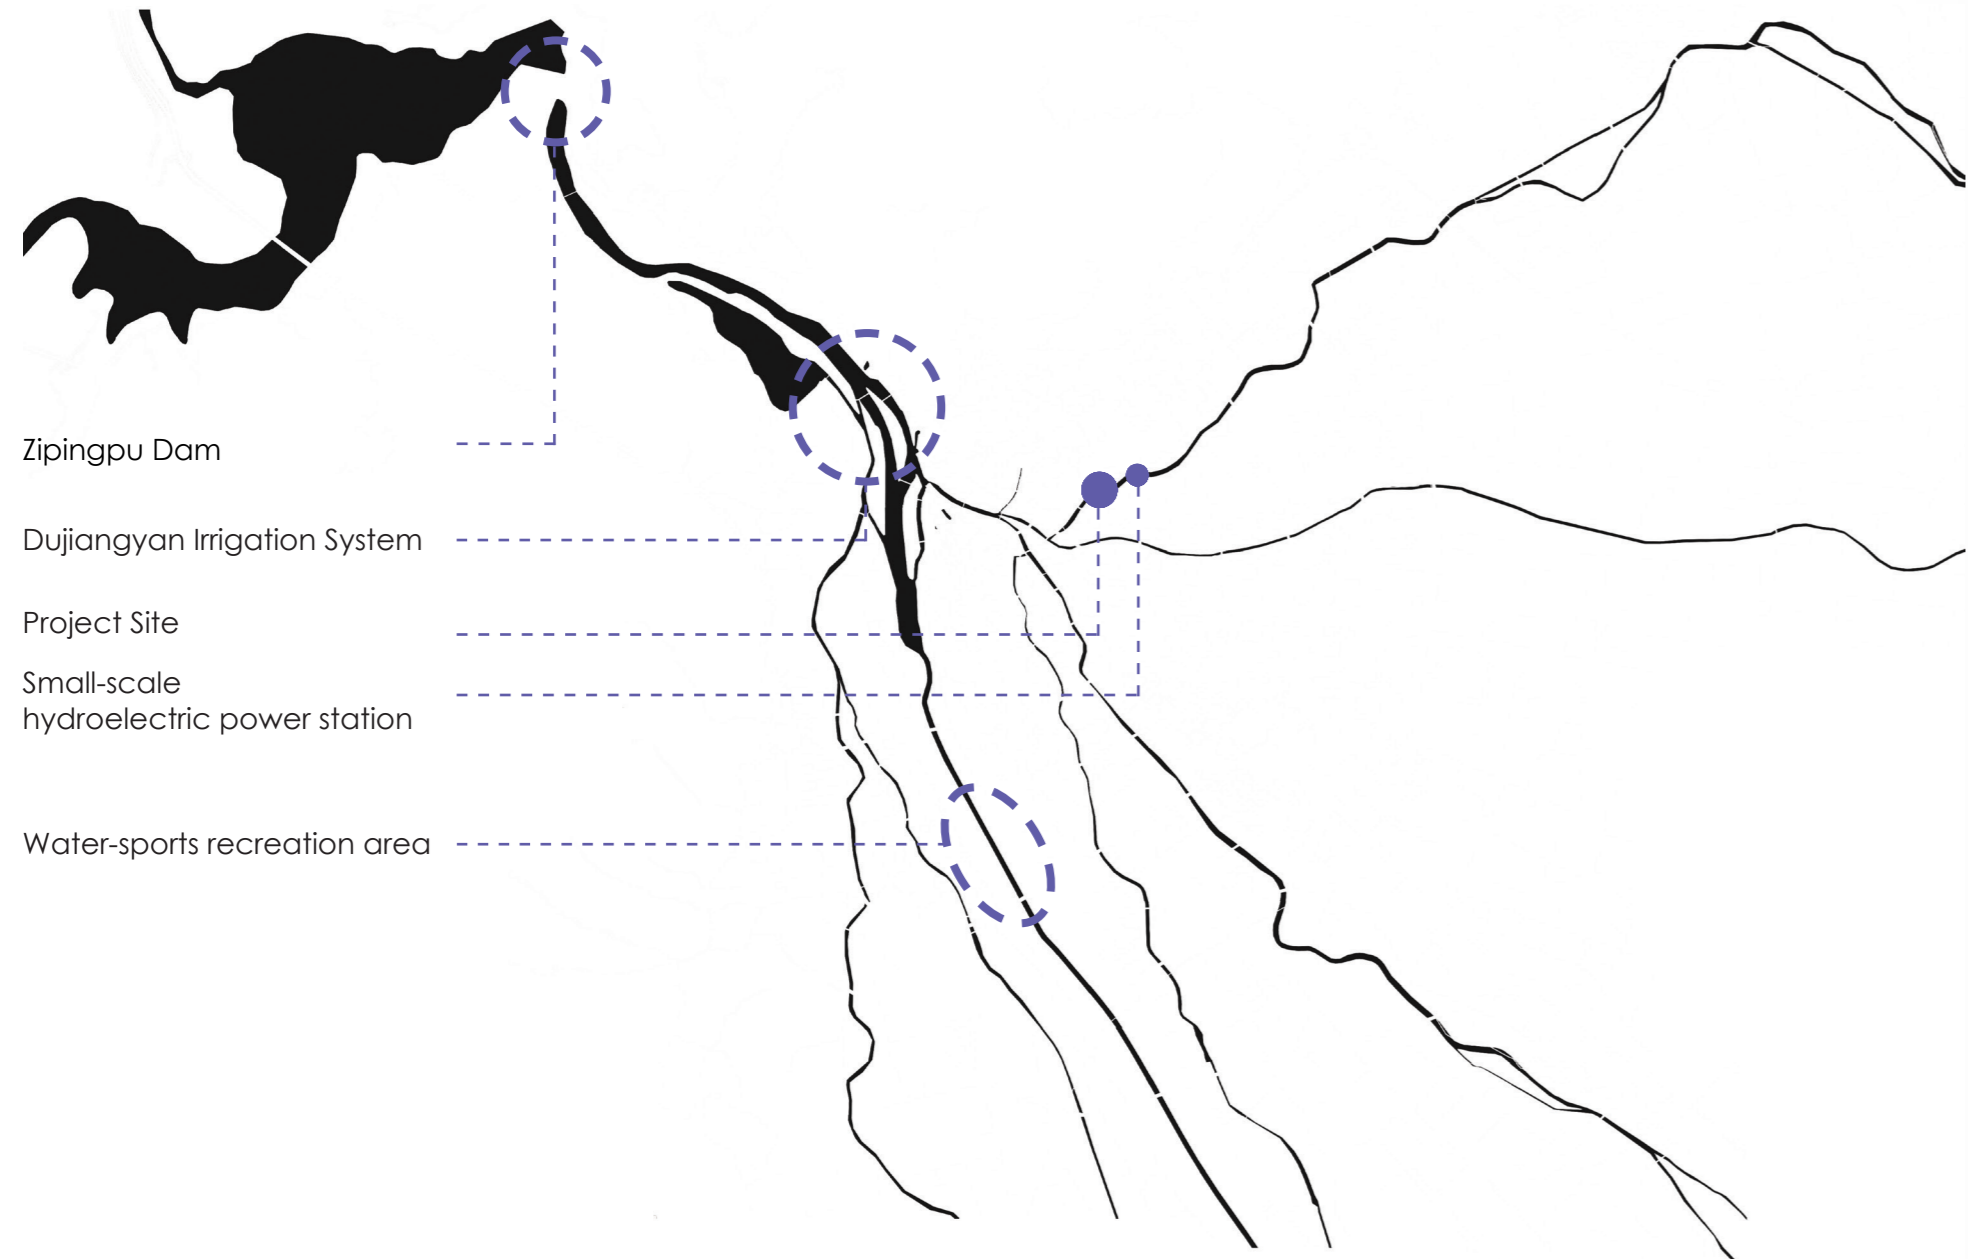 Zipingpu Dam
Dujiangyan Irrigation System
Project Site
Small-scale
hydroelectric power station
Water-sports recreation area